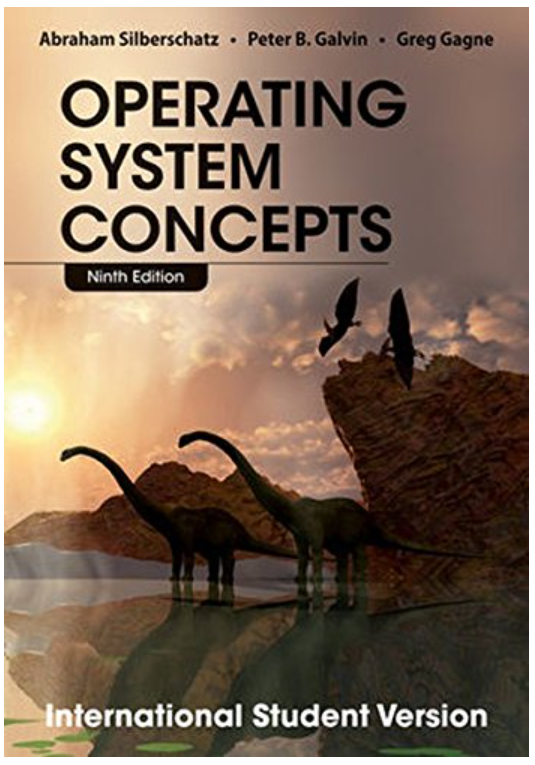 Abraham Silberschatz • Peter B. Galvin • Greg Gagne
OPERATING
SYSTEM
CONCEPTS
Ninth Edition
International Student Version